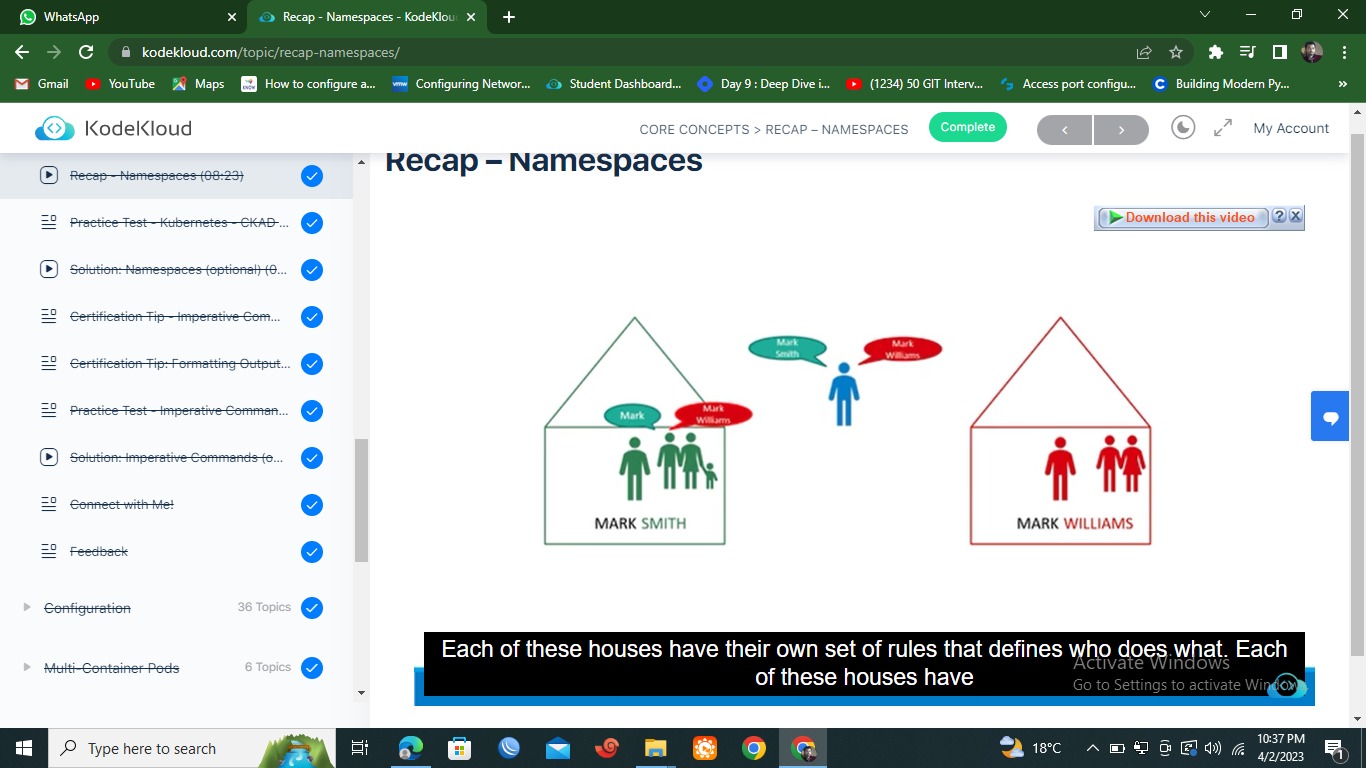 WhatsApp
Recap - Namespaces - KodeKlou
kodekloud.com/topic/recap-namespaces/
Gmail
YouTube
Maps
How to configure a...
Configuring Networ...
Student Dashboard...
Day 9 : Deep Dive i...
(1234) 50 GIT Interv...
Access port configu...
Building Modern Py...
»
KodeKloud
CORE CONCEPTS > RECAP – NAMESPACES
Complete
My Account
Recap - Namespaces (08:23)
Practice Test - Kubernetes - CKAD ...
Solution: Namespaces (optional) (0...
Certification Tip - Imperative Com...
Certification Tip: Formatting Output...
Practice Test - Imperative Comman...
Solution: Imperative Commands (o...
Connect with Me!
Feedback
Configuration
36 Topics
Multi-Container Pods
6 Topics
Recap – Namespaces
Download this video
?
Mark
Smith
Mark
Williams
Mark
Mark
Williams
MARK SMITH
MARK WILLIAMS
Each of these houses have their own set of rules that defines who does what. Each
of these houses have
Activate Windows
Go to Settings to activate Windows.
Type here to search
18°C
10:37 PM
4/2/2023
1